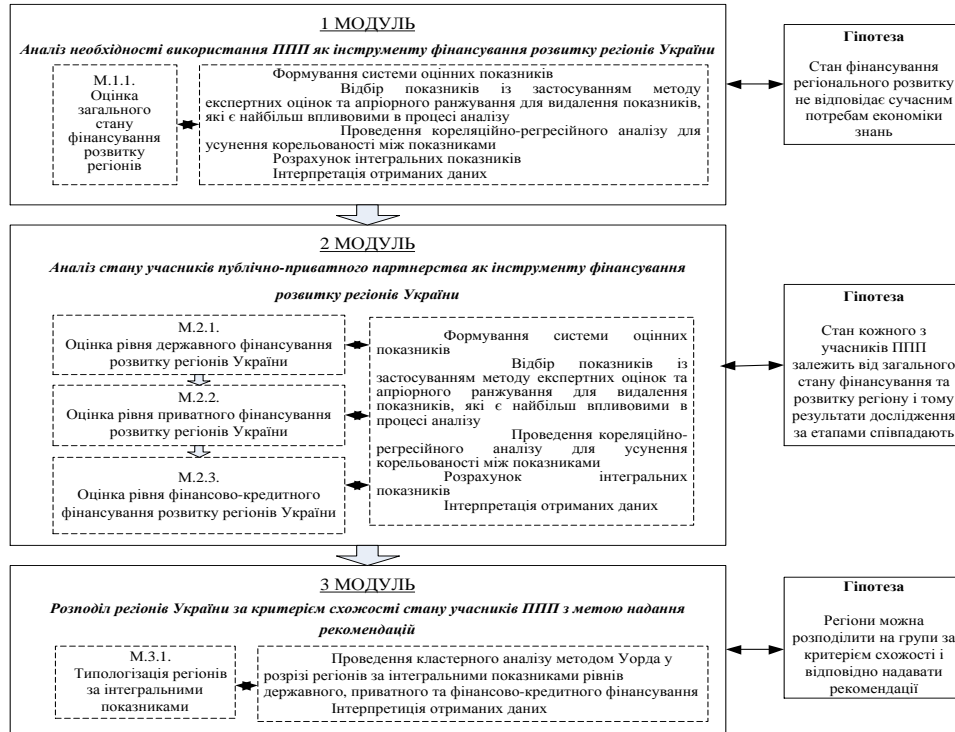 1 МОДУЛЬ
Аналіз необхідності використання ППП як інструменту фінансування розвитку регіонів України
М.1.1.
Оцінка
загального
стану
фінансування
розвитку
регіонів
Формування системи оцінних показників
Відбір показників із застосуванням методу
експертних оцінок та апріорного ранжування для видалення показників,
які є найбільш впливовими в процесі аналізу
Проведення кореляційно-регресійного аналізу для
усунення корельованості між показниками
Розрахунок інтегральних показників
Інтерпретація отриманих даних
Гіпотеза
Стан фінансування
регіонального розвитку
не відповідає сучасним
потребам економіки
знань
2 МОДУЛЬ
Аналіз стану учасників публічно-приватного партнерства як інструменту фінансування
розвитку регіонів України
М.2.1.
Оцінка рівня державного фінансування
розвитку регіонів України
М.2.2.
Оцінка рівня приватного фінансування
розвитку регіонів України
М.2.3.
Оцінка рівня фінансово-кредитного
фінансування розвитку регіонів України
Формування системи оцінних
показників
Відбір показників із
застосуванням методу експертних оцінок та
апріорного ранжування для видалення
показників, які є найбільш впливовими в
процесі аналізу
Проведення кореляційно-
регресійного аналізу для усунення
корельованості між показниками
Розрахунок інтегральних
показників
Інтерпретація отриманих даних
Гіпотеза
Стан кожного з
учасників ППП
залежить від загального
стану фінансування та
розвитку регіону і тому
результати дослідження
за етапами співпадають
3 МОДУЛЬ
Розподіл регіонів України за критерієм схожості стану учасників ППП з метою надання
рекомендацій
М.3.1.
Типологізація регіонів
за інтегральними
показниками
Проведення кластерного аналізу методом Уорда у
розрізі регіонів за інтегральними показниками рівнів
державного, приватного та фінансово-кредитного фінансування
Інтерпретиція отриманих даних
Гіпотеза
Регіони можна
розподілити на групи за
критерієм схожості і
відповідно надавати
рекомендації